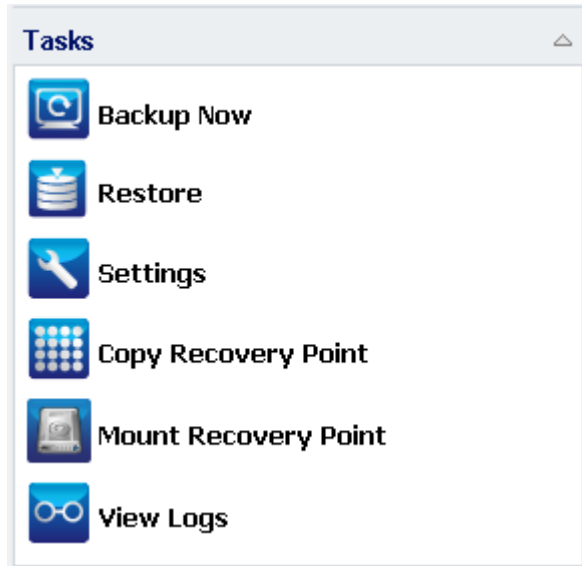 Tasks
Backup Now
Restore
Settings
Copy Recovery Point
Mount Recovery Point
View Logs